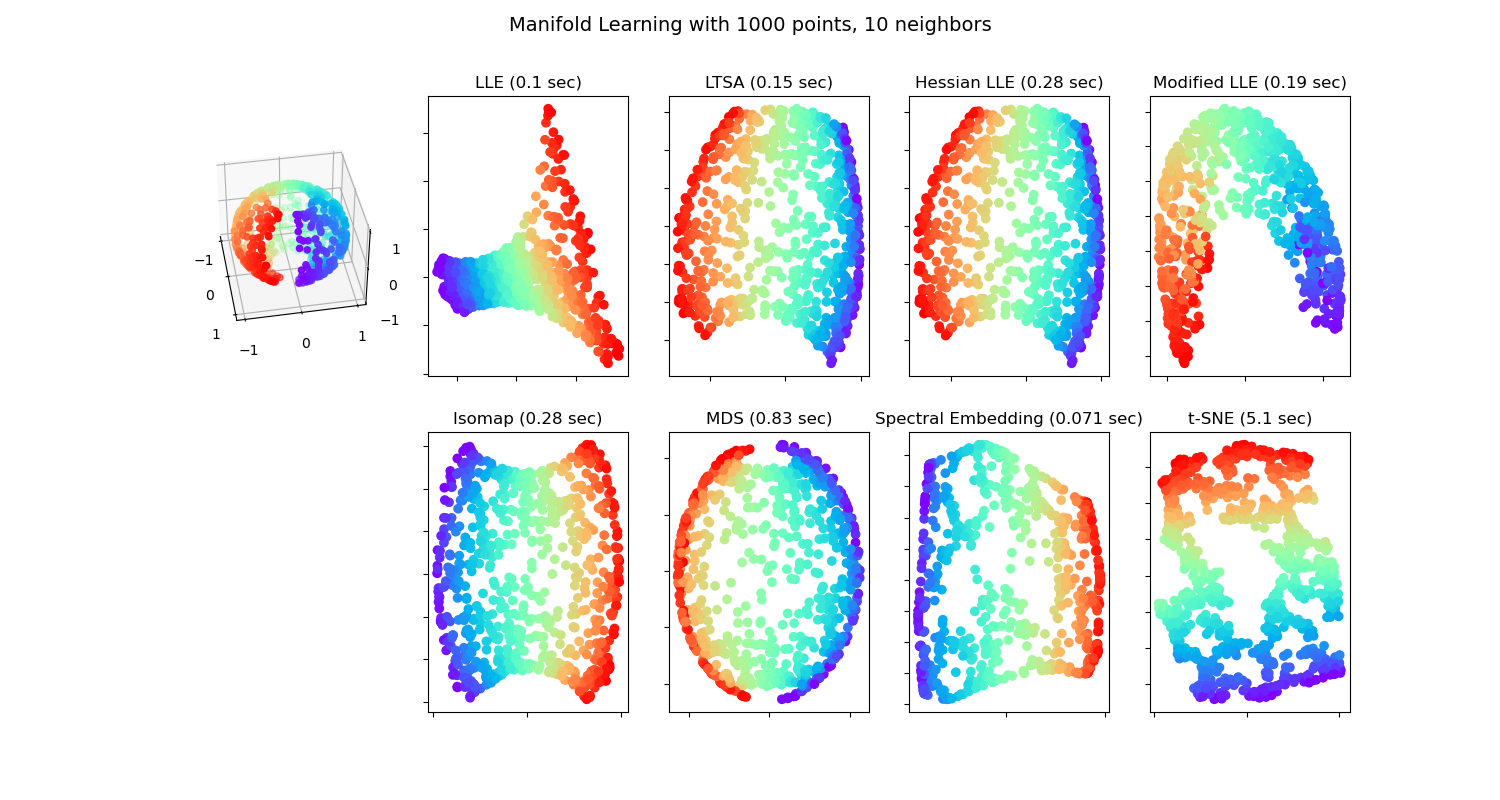 Manifold Learning with 1000 points, 10 neighbors
LLE (0.1 sec)
LTSA (0.15 sec)
Hessian LLE (0.28 sec)
Modified LLE (0.19 sec)
−1
0
1
−1
0
1
1
0
−1
Isomap (0.28 sec)
MDS (0.83 sec)
Spectral Embedding (0.071 sec)
t-SNE (5.1 sec)